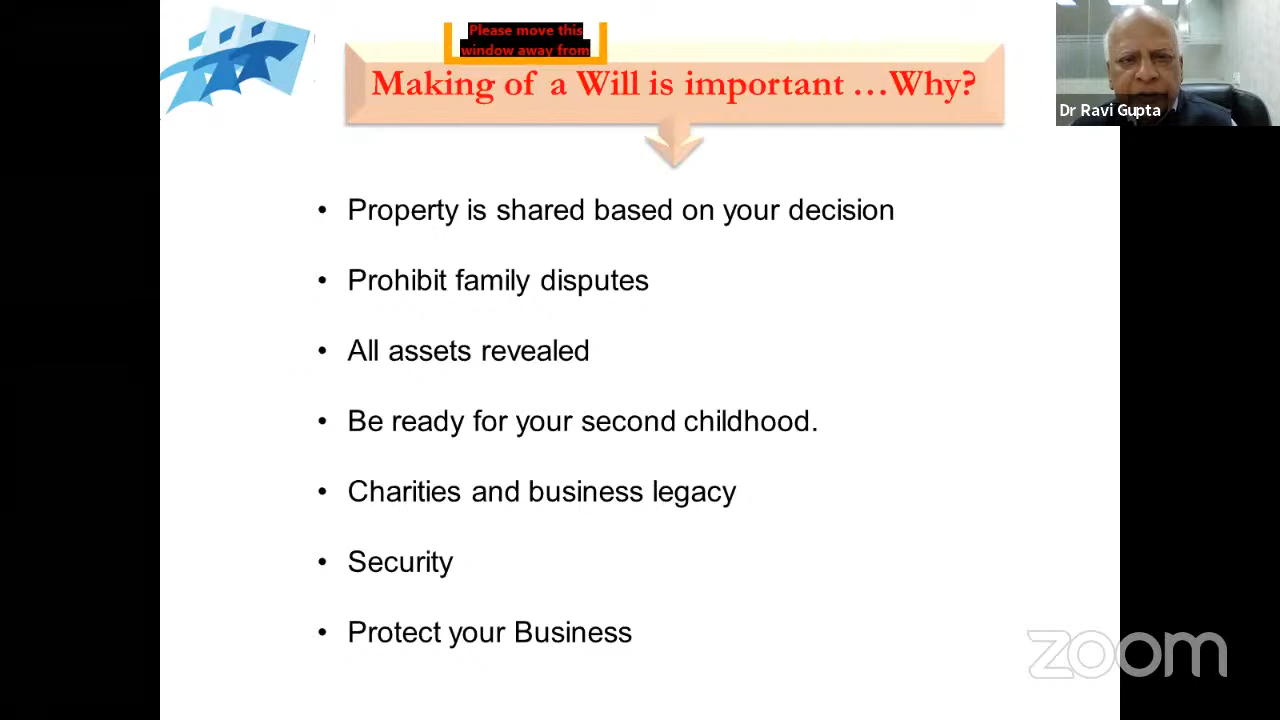 Please move this
window away from
Making of a Will is important ...Why?
Dr Ravi Gupta
• Property is shared based on your decision
• Prohibit family disputes
• All assets revealed
• Be ready for your second childhood.
• Charities and business legacy
• Security
• Protect your Business
zoom